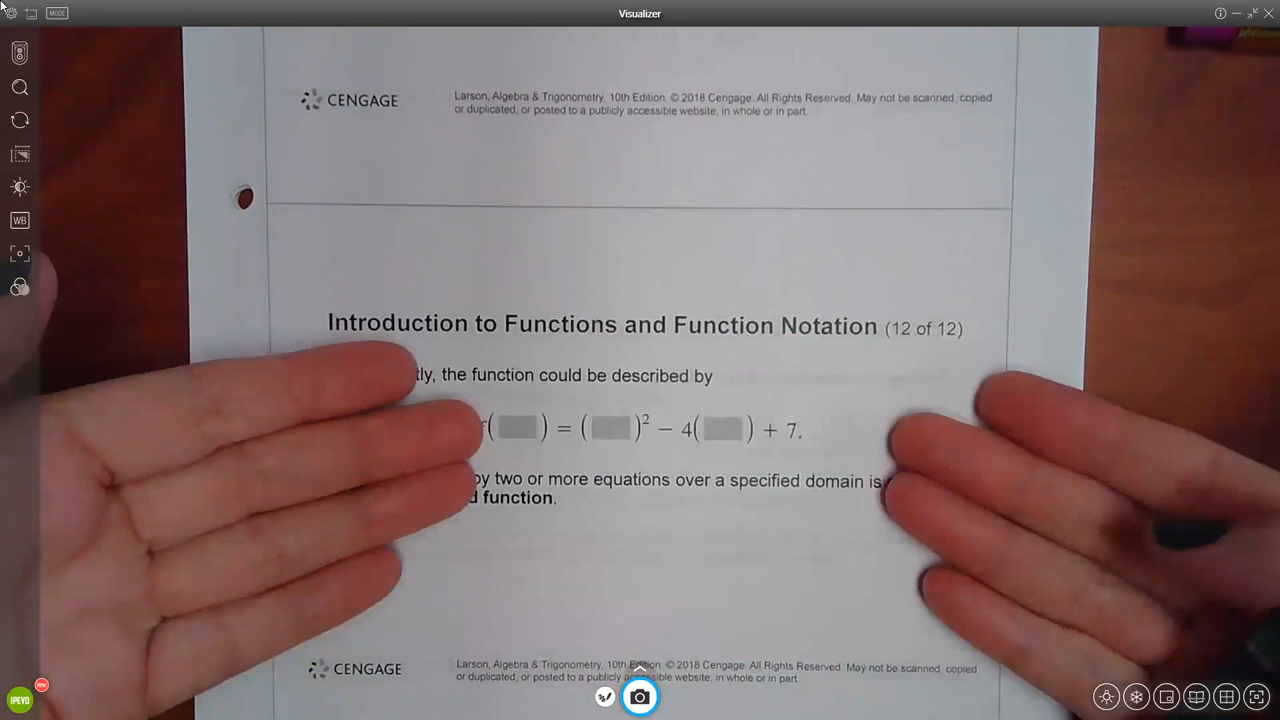 MODE
Visualizer
CENGAGE
Larson, Algebra & Trigonometry, 10th Edition. © 2018 Cengage. All Rights Reserved. May not be scanned, copied
or duplicated, or posted to a publicly accessible website, in whole or in part.
WB
Introduction to Functions and Function Notation (12 of 12)
tly, the function could be described by
( ) = ( )² − 4( ) + 7.
by two or more equations over a specified domain is
d function.
CENGAGE
Larson, Algebra & Trigonometry, 10th Edition. © 2018 Cengage. All Rights Reserved. May not be scanned, copied
or duplicated, or posted to a publicly accessible website, in whole or in part.
new
IPEVO